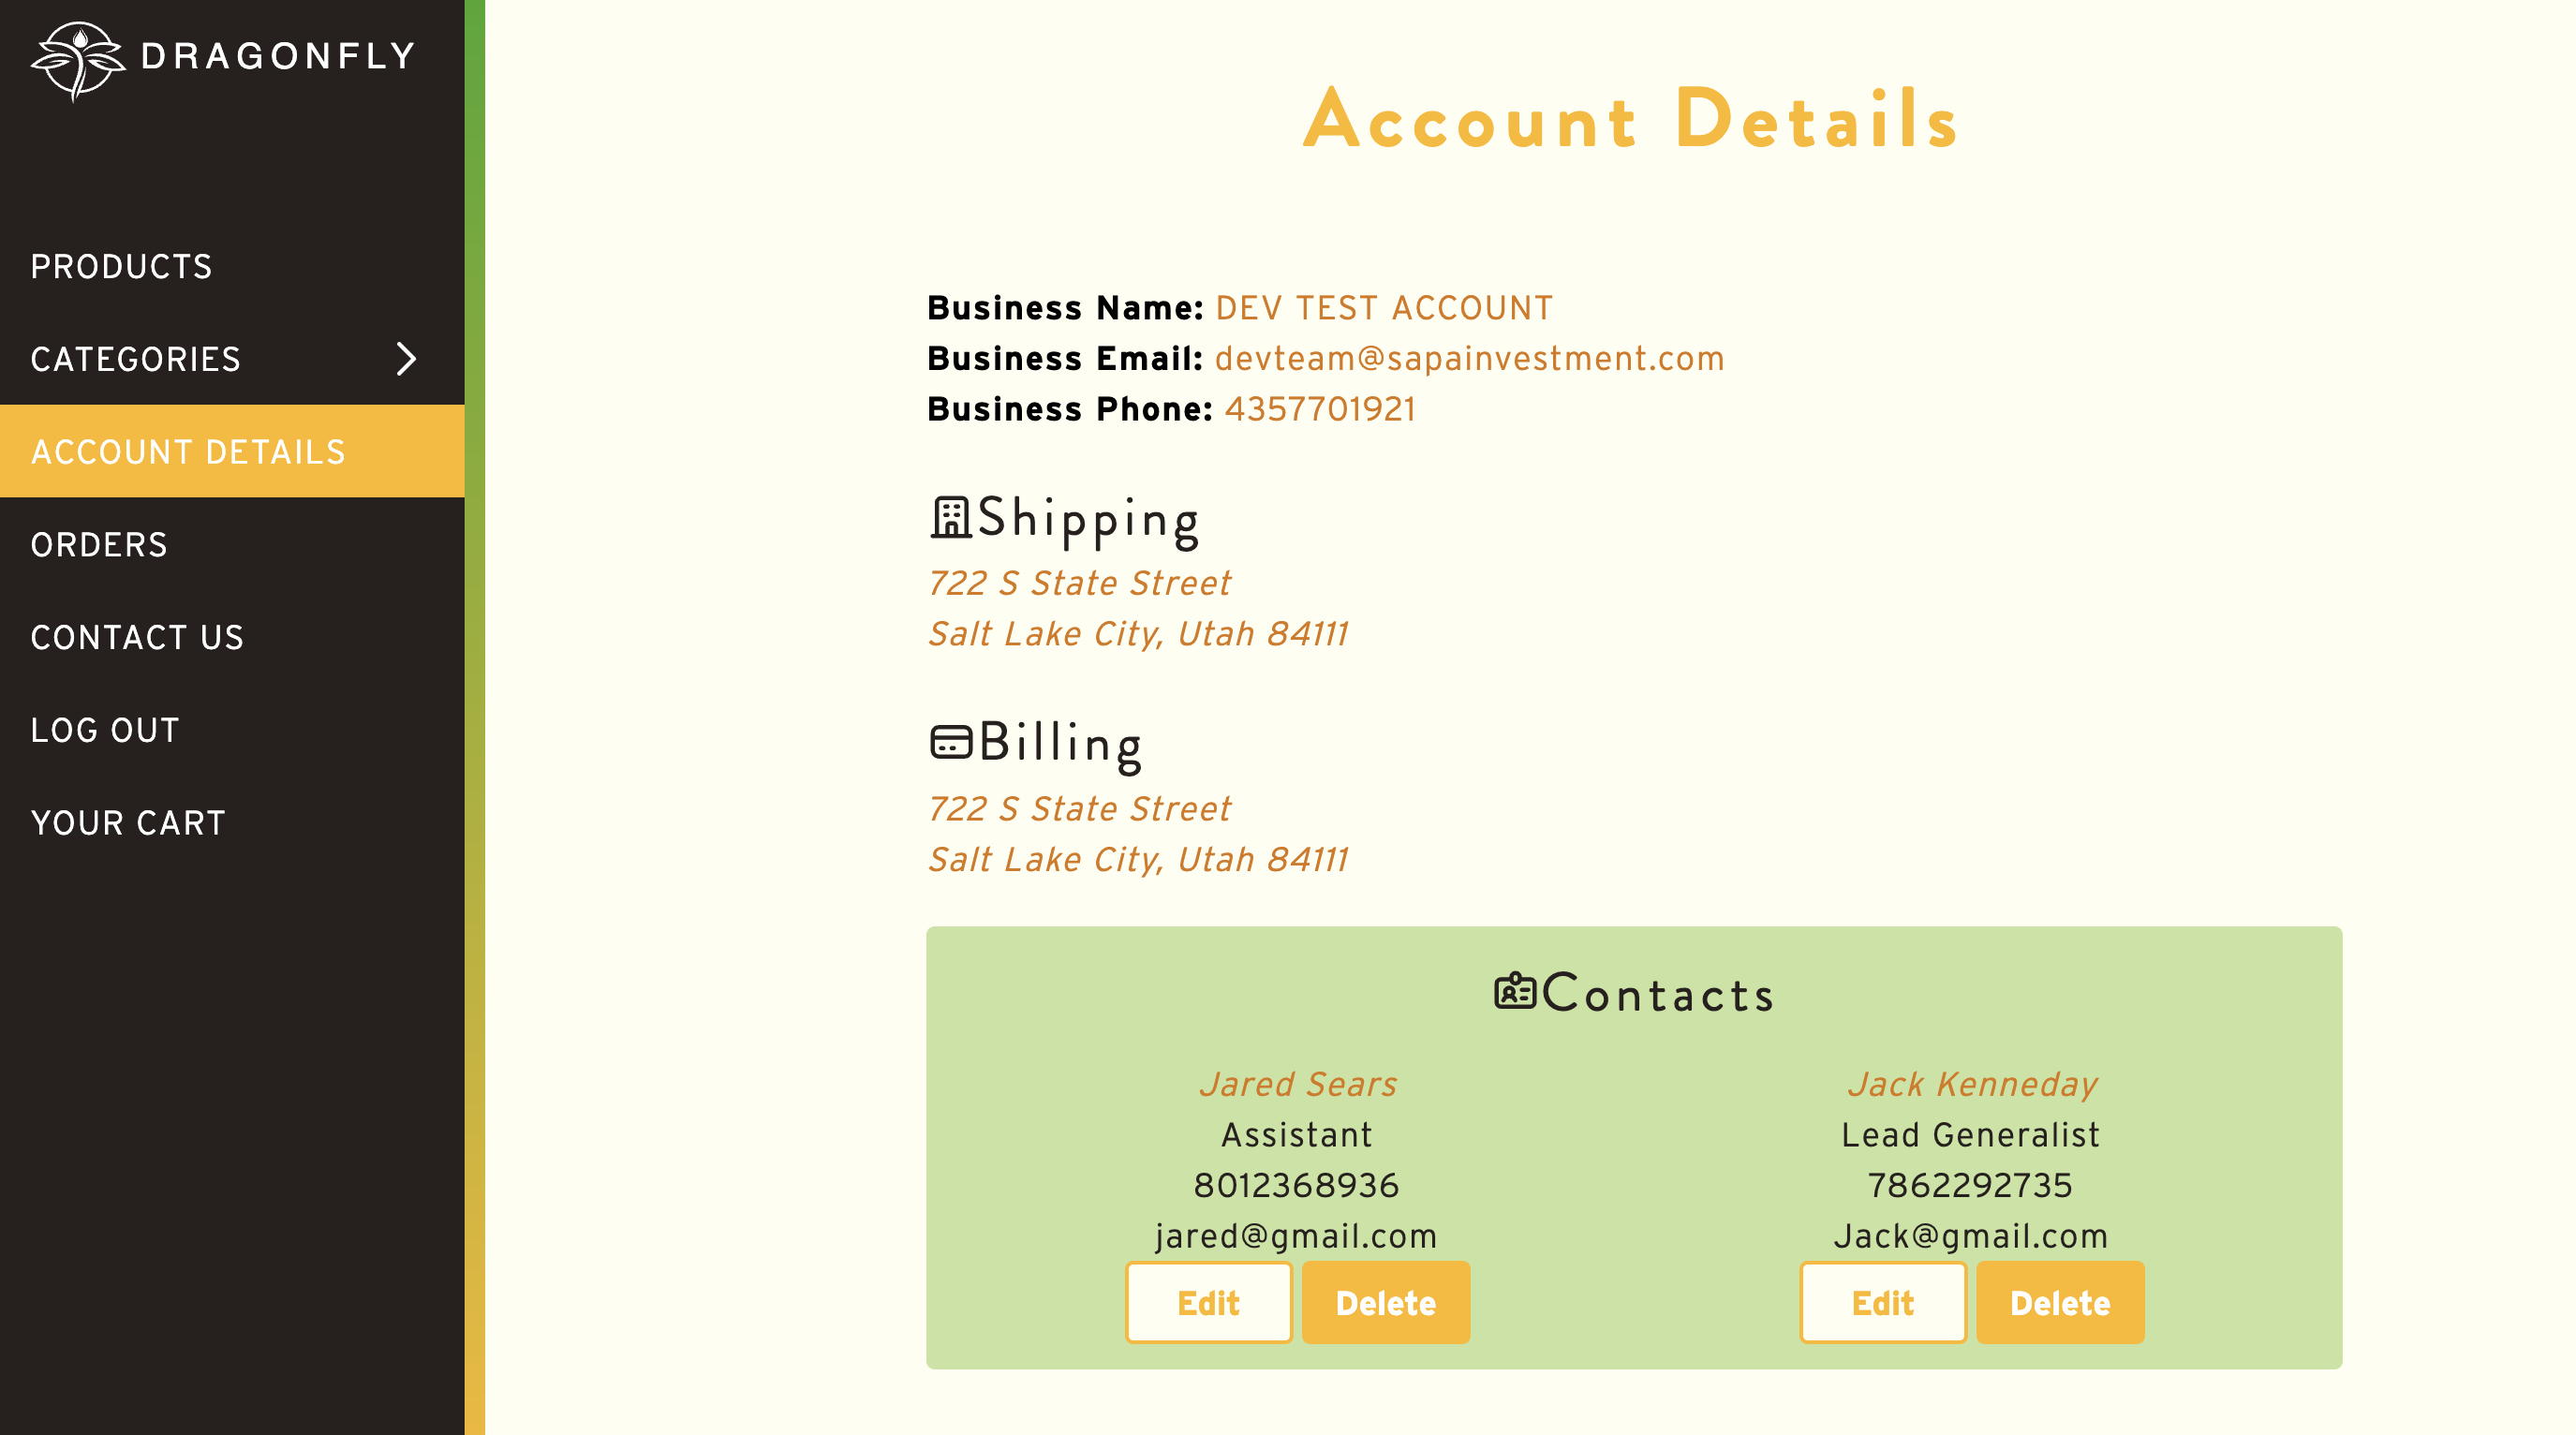 DRAGONFLY
PRODUCTS
CATEGORIES
ACCOUNT DETAILS
ORDERS
CONTACT US
LOG OUT
YOUR CART
Account Details
Business Name: DEV TEST ACCOUNT
Business Email: devteam@sapainvestment.com
Business Phone: 4357701921
Shipping
722 S State Street
Salt Lake City, Utah 84111
Billing
722 S State Street
Salt Lake City, Utah 84111
Contacts
Jared Sears
Assistant
8012368936
jared@gmail.com
Edit Delete
Jack Kenneday
Lead Generalist
7862292735
Jack@gmail.com
Edit Delete